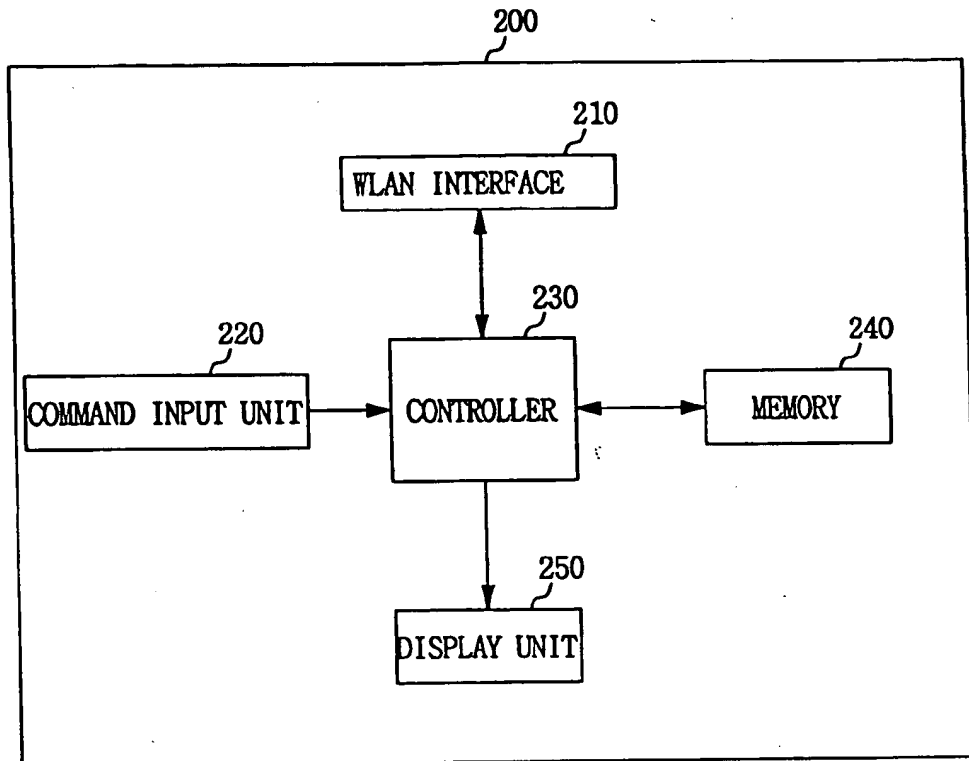 200
210
WLAN INTERFACE
230
220
240
COMMAND INPUT UNIT
CONTROLLER
MEMORY
250
DISPLAY UNIT